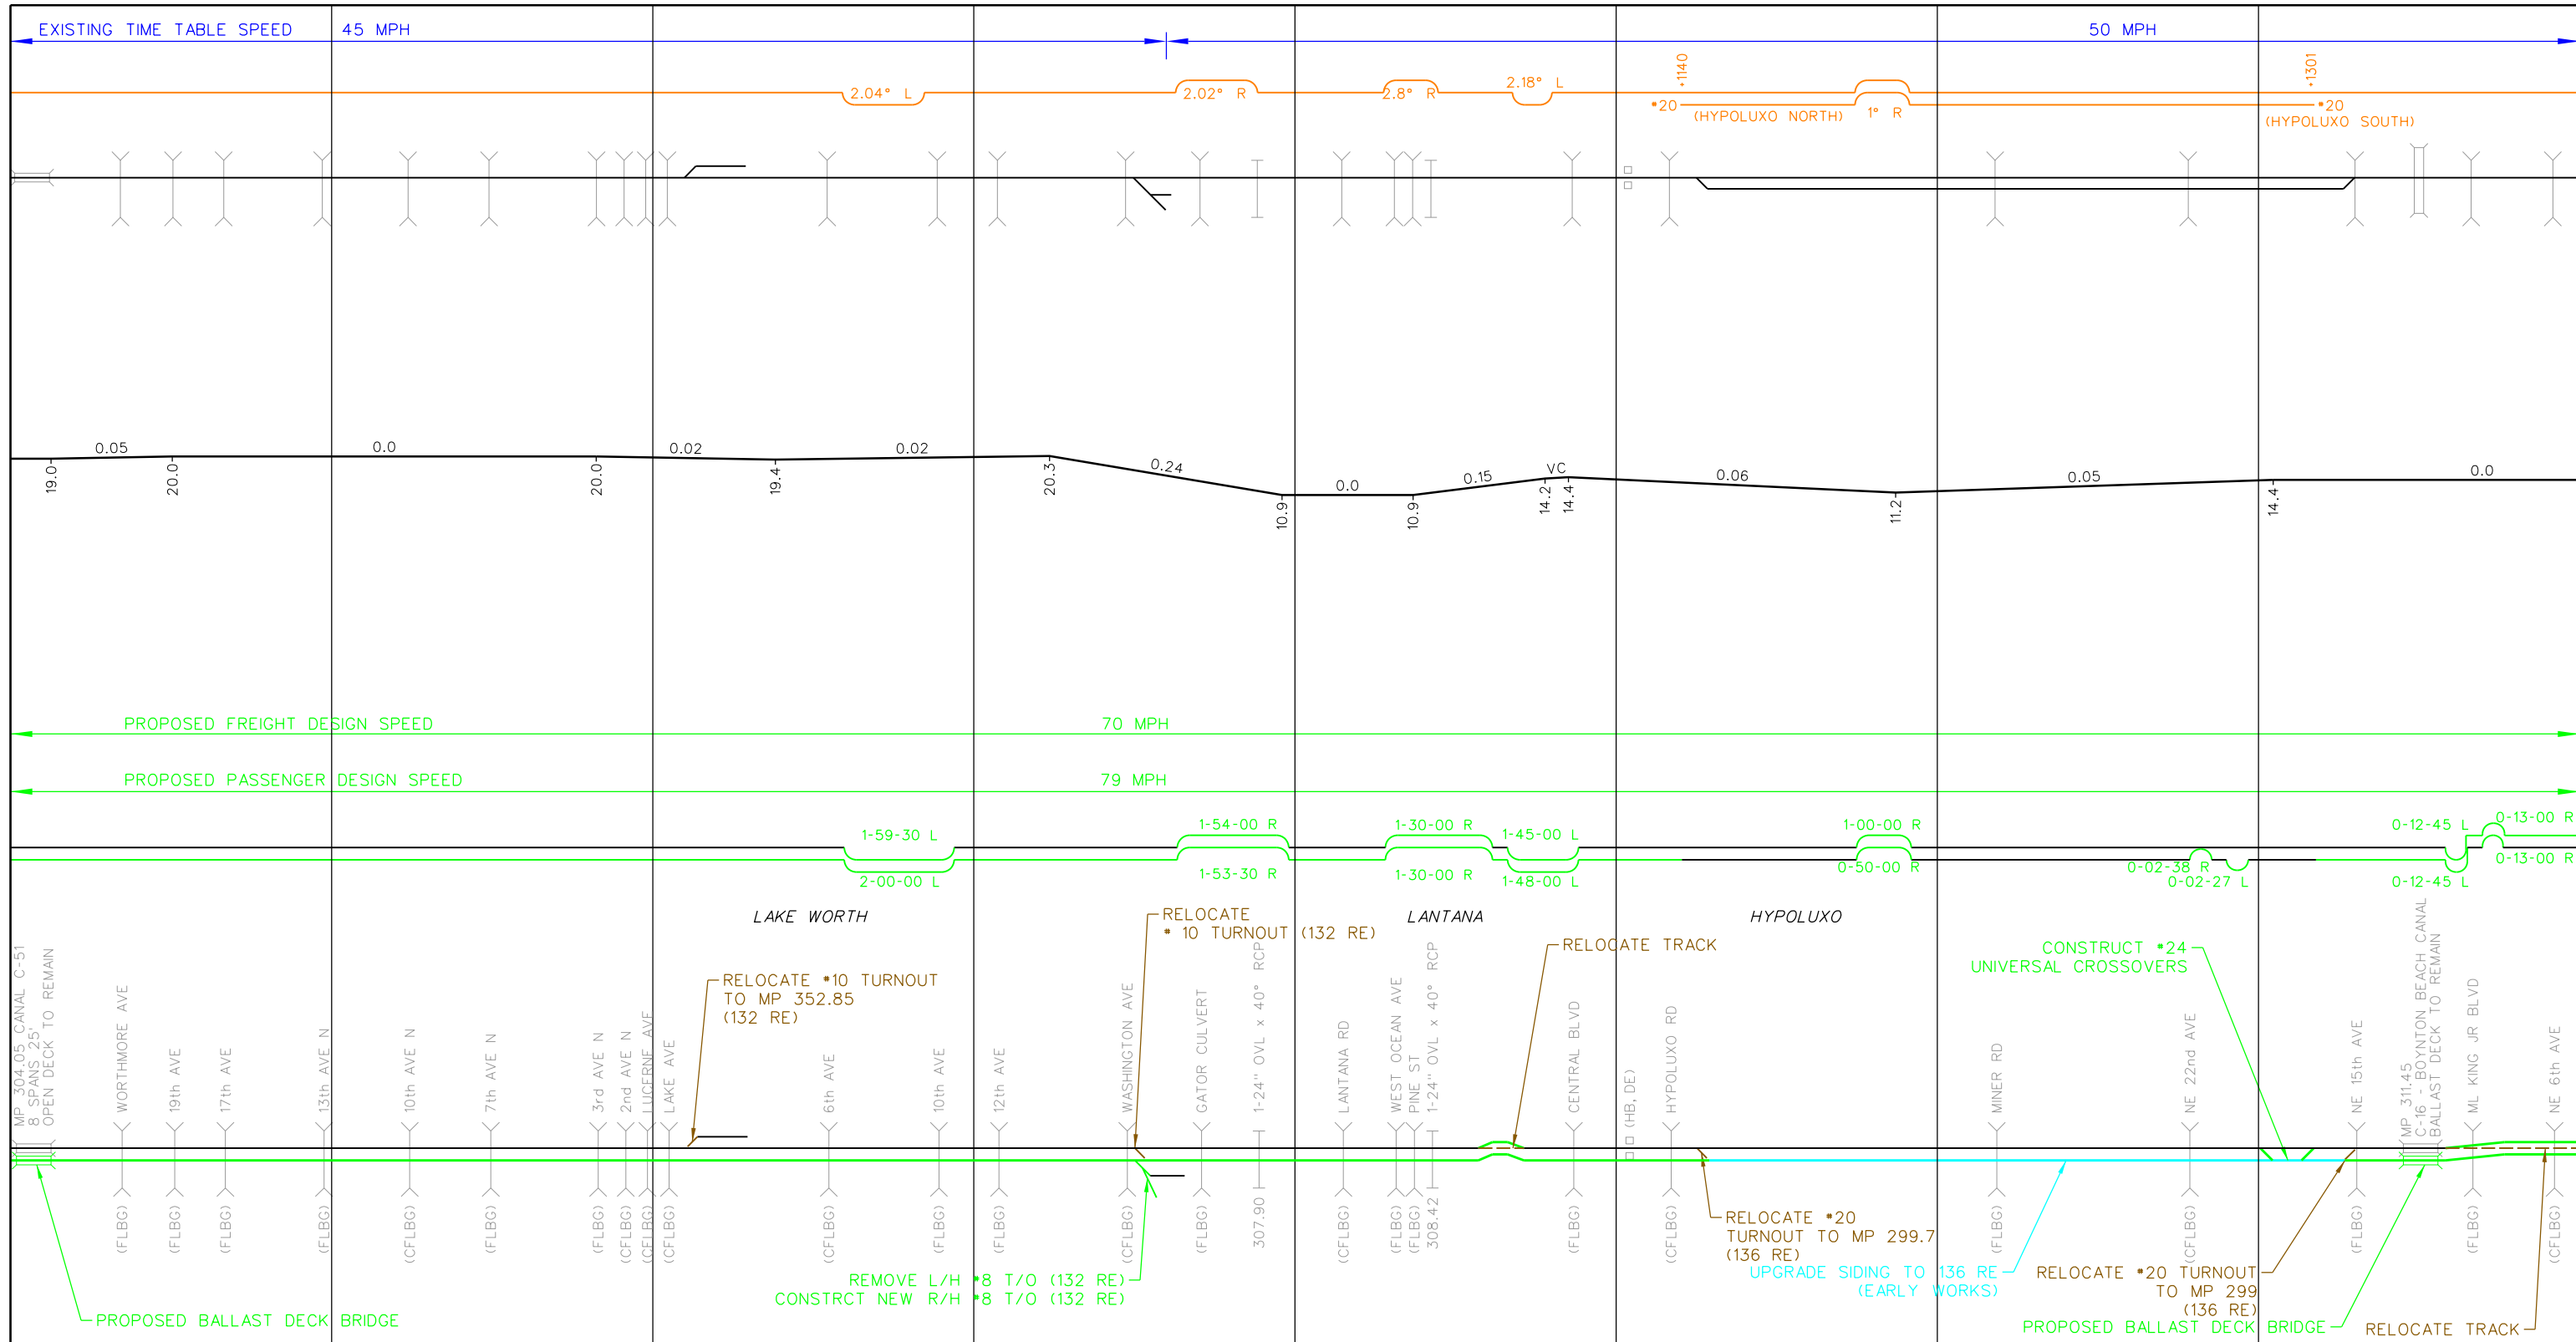 EXISTING TIME TABLE SPEED
45 MPH
50 MPH
2.04° L
2.02° R
2.8° R
2.18° L
*1140
*1301
*20
(HYPOLUXO NORTH)
1° R
*20
(HYPOLUXO SOUTH)
0.05
0.0
0.02
0.02
0.24
0.0
0.15
VC
0.06
0.05
0.0
19.0
20.0
20.0
19.4
20.3
10.9
10.9
14.2
14.4
11.2
14.4
PROPOSED FREIGHT DESIGN SPEED
70 MPH
PROPOSED PASSENGER DESIGN SPEED
79 MPH
1-59-30 L
1-54-00 R
1-30-00 R
1-45-00 L
1-00-00 R
0-12-45 L
0-13-00 R
2-00-00 L
1-53-30 R
1-30-00 R
1-48-00 L
0-50-00 R
0-02-38 R
0-02-27 L
0-12-45 L
0-13-00 R
LAKE WORTH
LANTANA
HYPOLUXO
RELOCATE
* 10 TURNOUT (132 RE)
RELOCATE TRACK
CONSTRUCT *24
UNIVERSAL CROSSOVERS
RELOCATE *10 TURNOUT
TO MP 352.85
(132 RE)
MP 304.05 CANAL C-51
8 SPANS 25'
OPEN DECK TO REMAIN
WORTHMORE AVE
19th AVE
17th AVE
13th AVE N
10th AVE N
7th AVE N
3rd AVE N
2nd AVE N
LUCERNE AVE
LAKE AVE
6th AVE
10th AVE
12th AVE
WASHINGTON AVE
GATOR CULVERT
1-24" OVL x 40° RCP
LANTANA RD
WEST OCEAN AVE
PINE ST
1-24" OVL x 40° RCP
CENTRAL BLVD
(HB, DE)
HYPOLUXO RD
MINER RD
NE 22nd AVE
NE 15th AVE
MP 311.45
C-16 - BOYNTON BEACH CANAL
BALLAST DECK TO REMAIN
ML KING JR BLVD
NE 6th AVE
(FLBG)
(FLBG)
(FLBG)
(FLBG)
(CFLBG)
(FLBG)
(FLBG)
(CFLBG)
(CFLBG)
(CFLBG)
(CFLBG)
(FLBG)
(FLBG)
(CFLBG)
(FLBG)
307.90
(CFLBG)
(FLBG)
(FLBG)
308.42
(FLBG)
(CFLBG)
(FLBG)
(CFLBG)
(FLBG)
(FLBG)
(CFLBG)
RELOCATE *20
TURNOUT TO MP 299.7
(136 RE)
REMOVE L/H *8 T/O (132 RE)
CONSTRCT NEW R/H *8 T/O (132 RE)
UPGRADE SIDING TO 136 RE
(EARLY WORKS)
RELOCATE *20 TURNOUT
TO MP 299
(136 RE)
PROPOSED BALLAST DECK BRIDGE
PROPOSED BALLAST DECK BRIDGE
RELOCATE TRACK